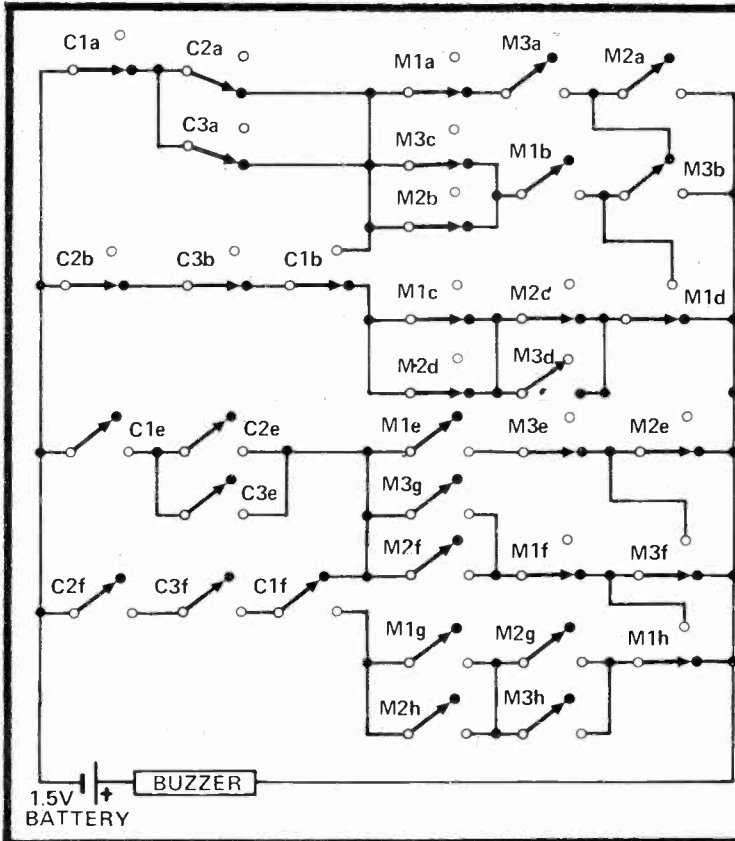 C1a
C2a
M1a
M3a
M2a
C3a
M3c
M1b
M3b
M2b
C2b
C3b
C1b
M1c
M2c
M1d
M2d
M3d
C1e
C2e
M1e
M3e
M2e
C3e
M3g
C2f
C3f
C1f
M2f
M1f
M3f
M1g
M2g
M1h
M2h
M3h
BUZZER
+
1.5V
BATTERY